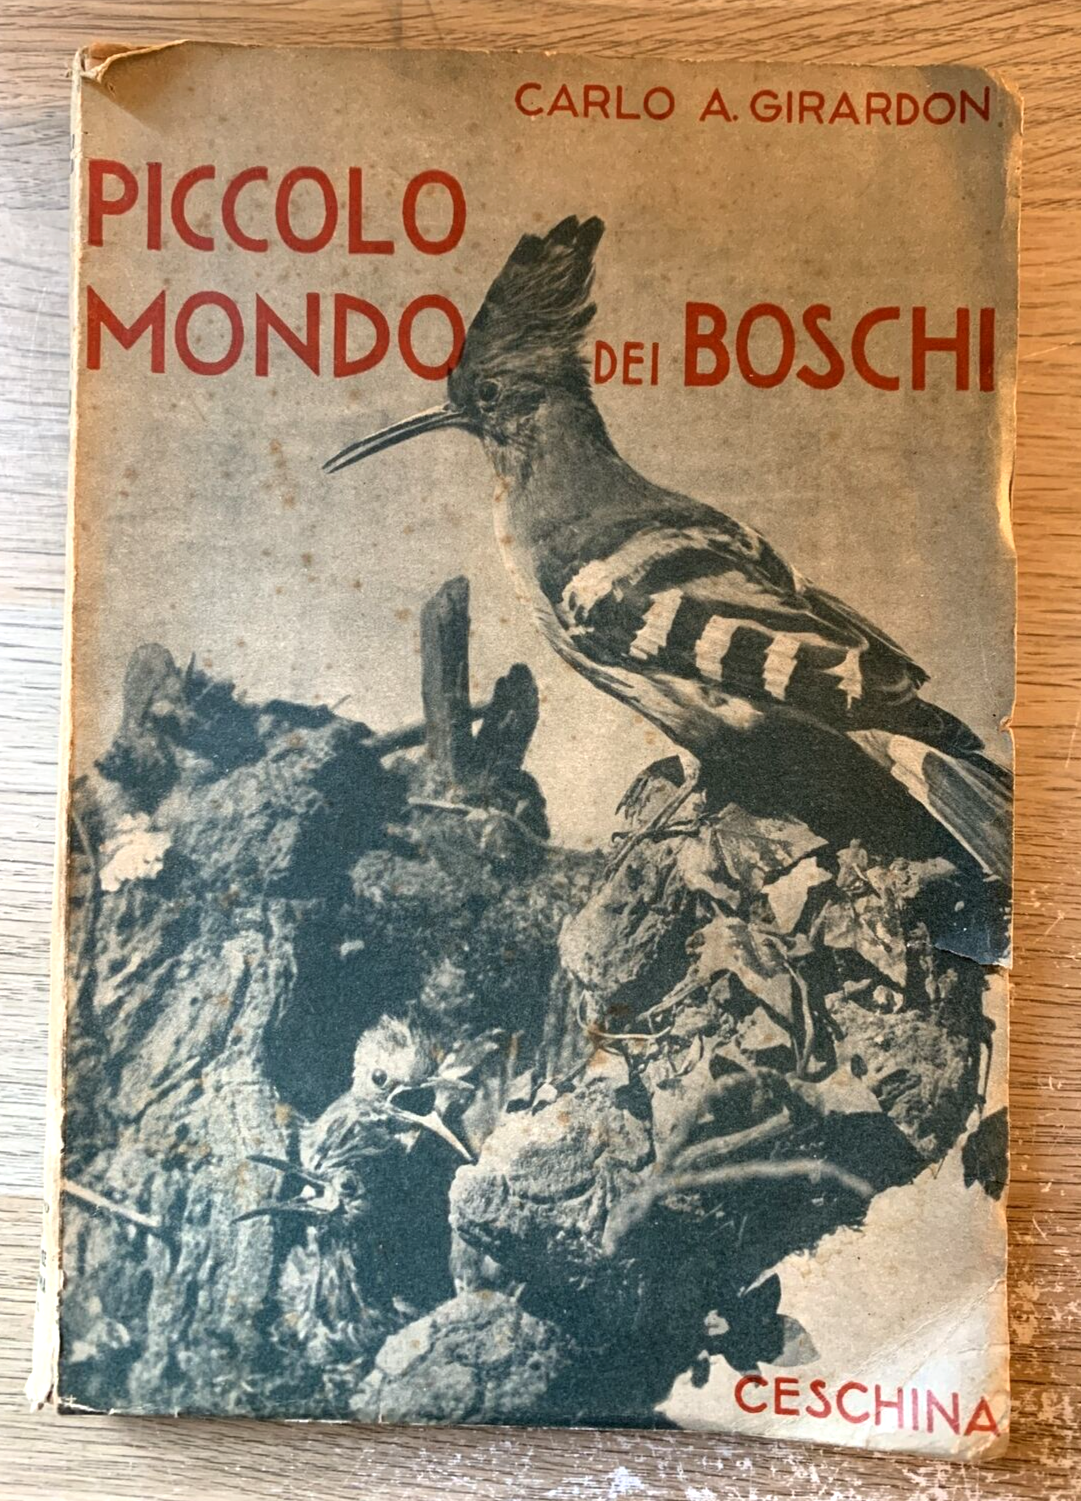 CARLO A. GIRARDON
PICCOLO
MONDO DEI BOSCHI
CESCHINA